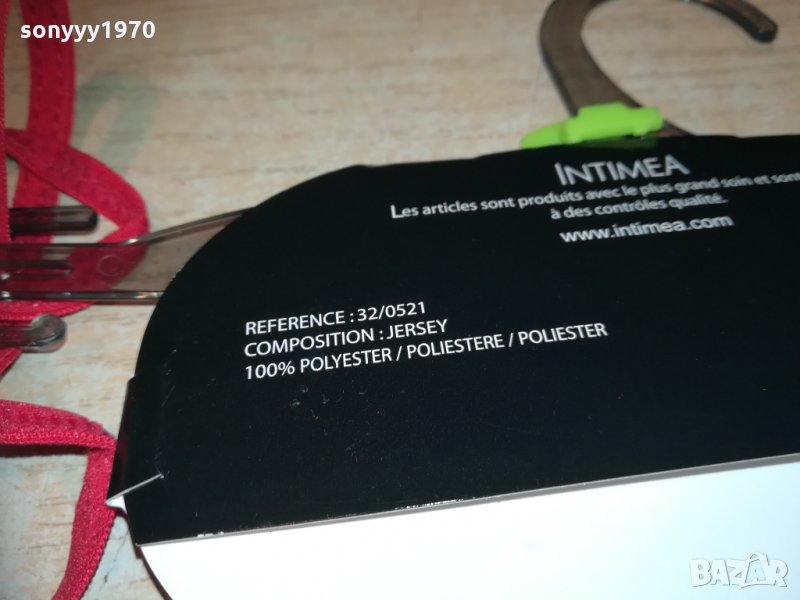 sonyyy1970
INTIMEA
Les articles sont produits avec le plus grand soin et sont
à des contrôles qualité.
www.intimea.com
REFERENCE : 32/0521
COMPOSITION : JERSEY
100% POLYESTER / POLIESTERE / POLIESTER
BAZAR